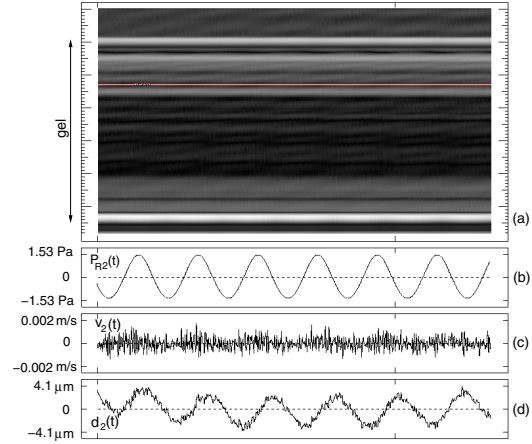 gel
(a)
1.53 Pa
P_R2(t)
0
(b)
−1.53 Pa
0.002 m/s
v_2(t)
0
(c)
−0.002 m/s
4.1 μm
0
(d)
d_2(t)
−4.1 μm